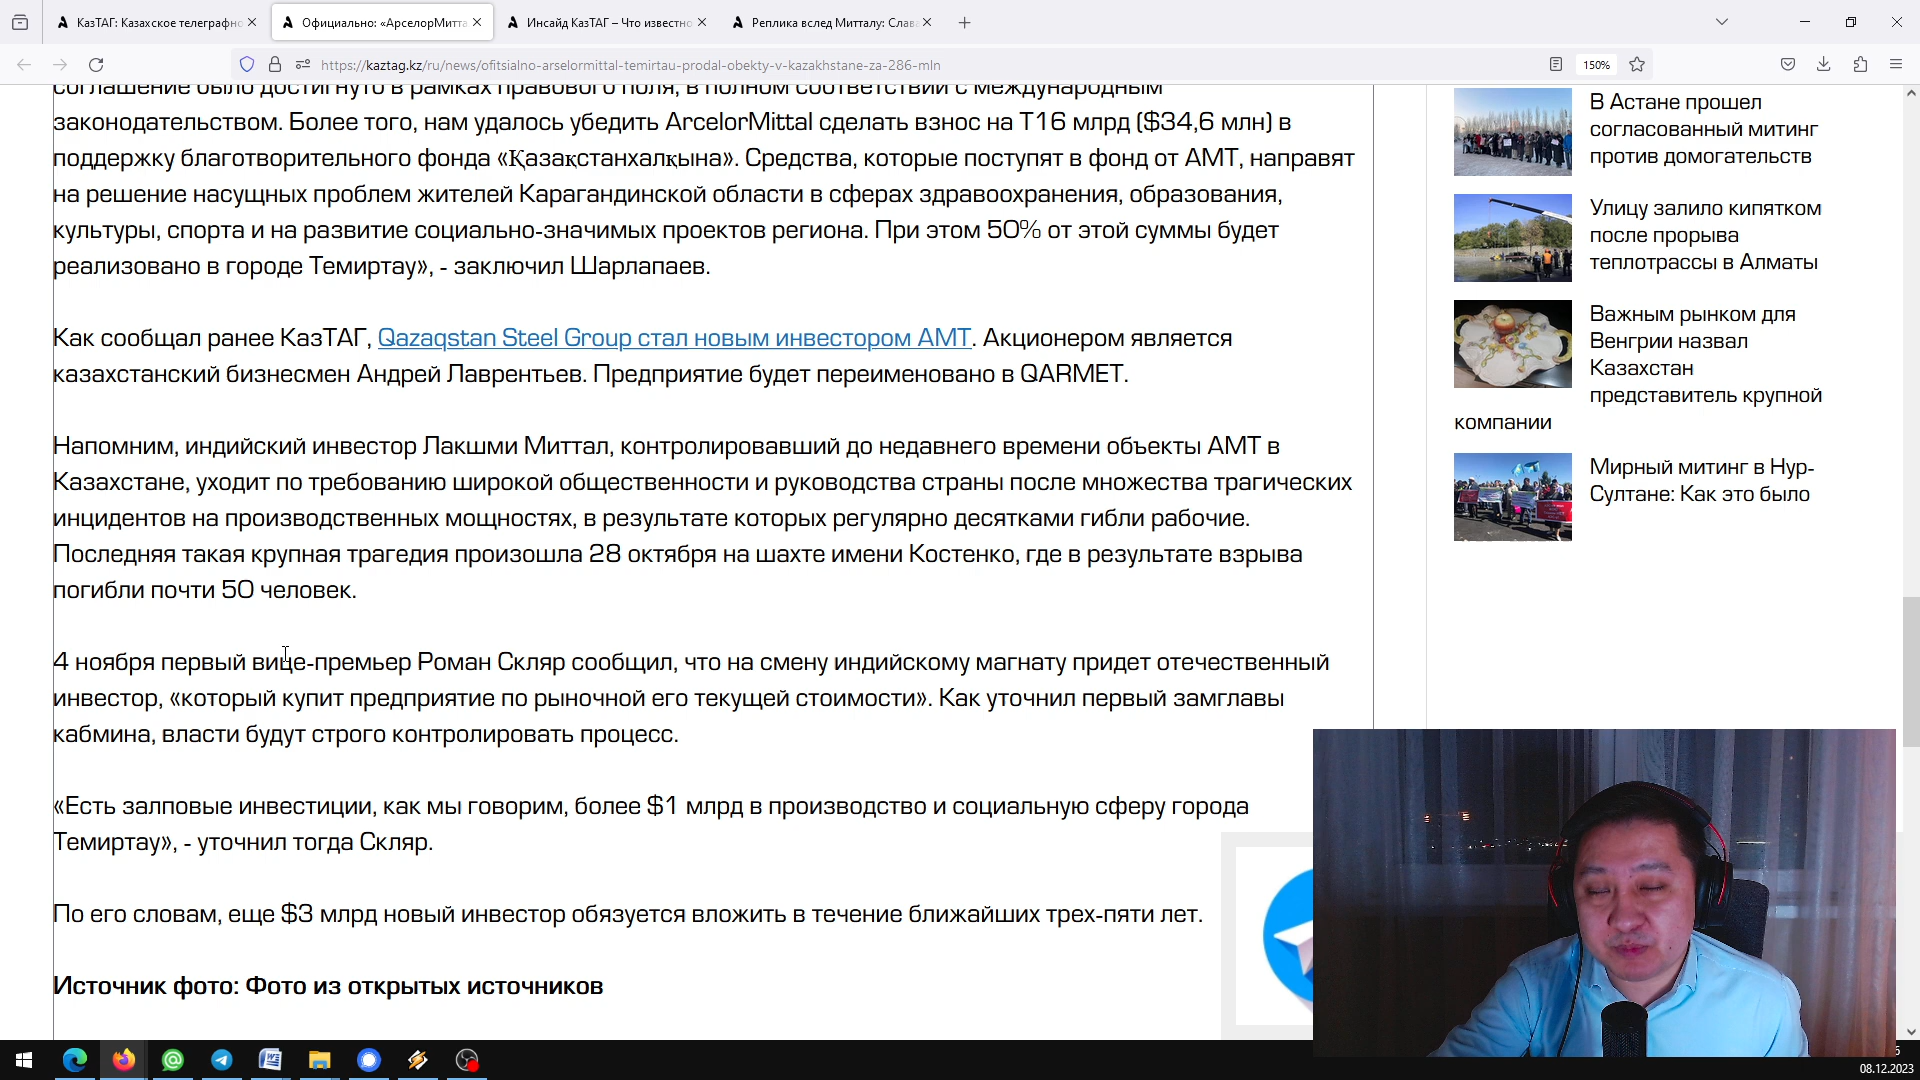 КазТАГ: Казахское телеграфно
Официально: «АрселорМитта
Инсайд КазТАГ – Что известно
Реплика вслед Митталу: Слав
https://kaztag.kz/ru/news/ofitsialno-arselormittal-temirtau-prodal-obekty-v-kazakhstane-za-286-mln
150%
соглашение было достигнуто в рамках правового поля, в полном соответствии с международным
законодательством. Более того, нам удалось убедить ArcelorMittal сделать взнос на Т16 млрд ($34,6 млн) в
поддержку благотворительного фонда «Қазақстанхалқына». Средства, которые поступят в фонд от АМТ, направят
на решение насущных проблем жителей Карагандинской области в сферах здравоохранения, образования,
культуры, спорта и на развитие социально-значимых проектов региона. При этом 50% от этой суммы будет
реализовано в городе Темиртау», - заключил Шарлапаев.
Как сообщал ранее КазТАГ, Qazaqstan Steel Group стал новым инвестором АМТ. Акционером является
казахстанский бизнесмен Андрей Лаврентьев. Предприятие будет переименовано в QARMET.
Напомним, индийский инвестор Лакшми Миттал, контролировавший до недавнего времени объекты АМТ в
Казахстане, уходит по требованию широкой общественности и руководства страны после множества трагических
инцидентов на производственных мощностях, в результате которых регулярно десятками гибли рабочие.
Последняя такая крупная трагедия произошла 28 октября на шахте имени Костенко, где в результате взрыва
погибли почти 50 человек.
4 ноября первый вице-премьер Роман Скляр сообщил, что на смену индийскому магнату придет отечественный
инвестор, «который купит предприятие по рыночной его текущей стоимости». Как уточнил первый замглавы
кабмина, власти будут строго контролировать процесс.
«Есть залповые инвестиции, как мы говорим, более $1 млрд в производство и социальную сферу города
Темиртау», - уточнил тогда Скляр.
По его словам, еще $3 млрд новый инвестор обязуется вложить в течение ближайших трех-пяти лет.
Источник фото: Фото из открытых источников
В Астане прошел
согласованный митинг
против домогательств
Улицу залило кипятком
после прорыва
теплотрассы в Алматы
Важным рынком для
Венгрии назвал
Казахстан
представитель крупной
компании
Мирный митинг в Нур-
Султане: Как это было
08.12.2023